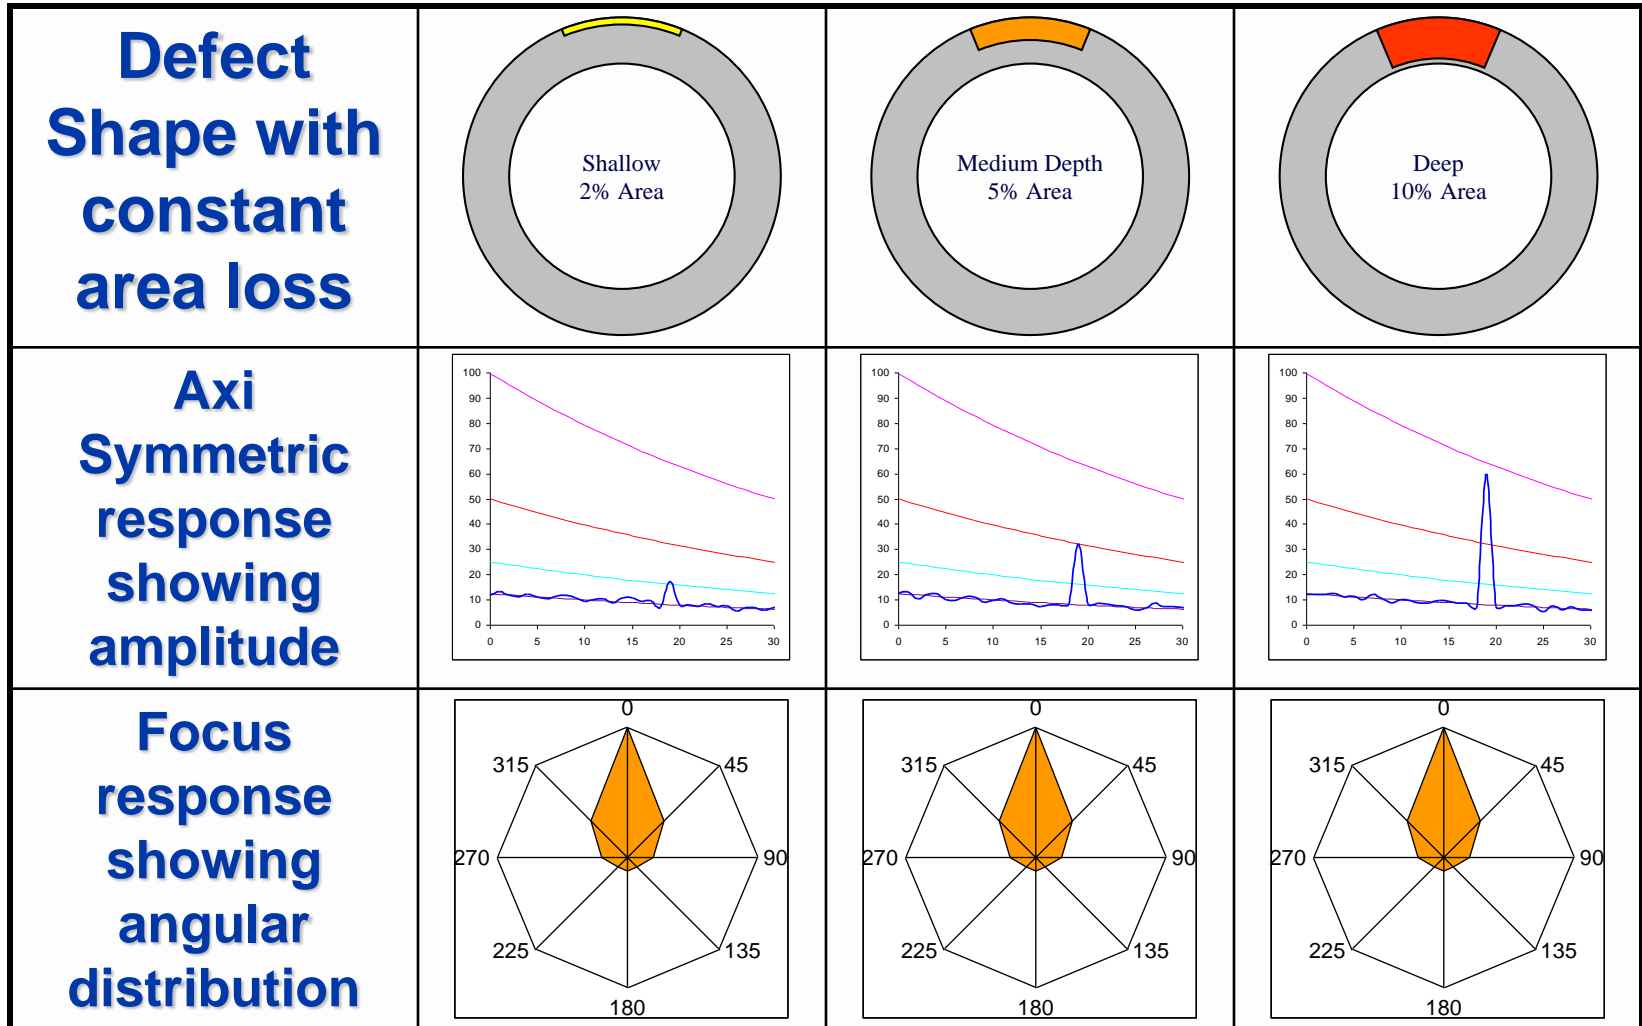 Defect
Shape with
constant
area loss
Shallow
2% Area
Medium Depth
5% Area
Deep
10% Area
Axi
Symmetric
response
showing
amplitude
100
90
80
70
60
50
40
30
20
10
0
0 5 10 15 20 25 30
100
90
80
70
60
50
40
30
20
10
0
0 5 10 15 20 25 30
100
90
80
70
60
50
40
30
20
10
0
0 5 10 15 20 25 30
Focus
response
showing
angular
distribution
0
315 45
270 90
225 135
180
0
315 45
270 90
225 135
180
0
315 45
270 90
225 135
180